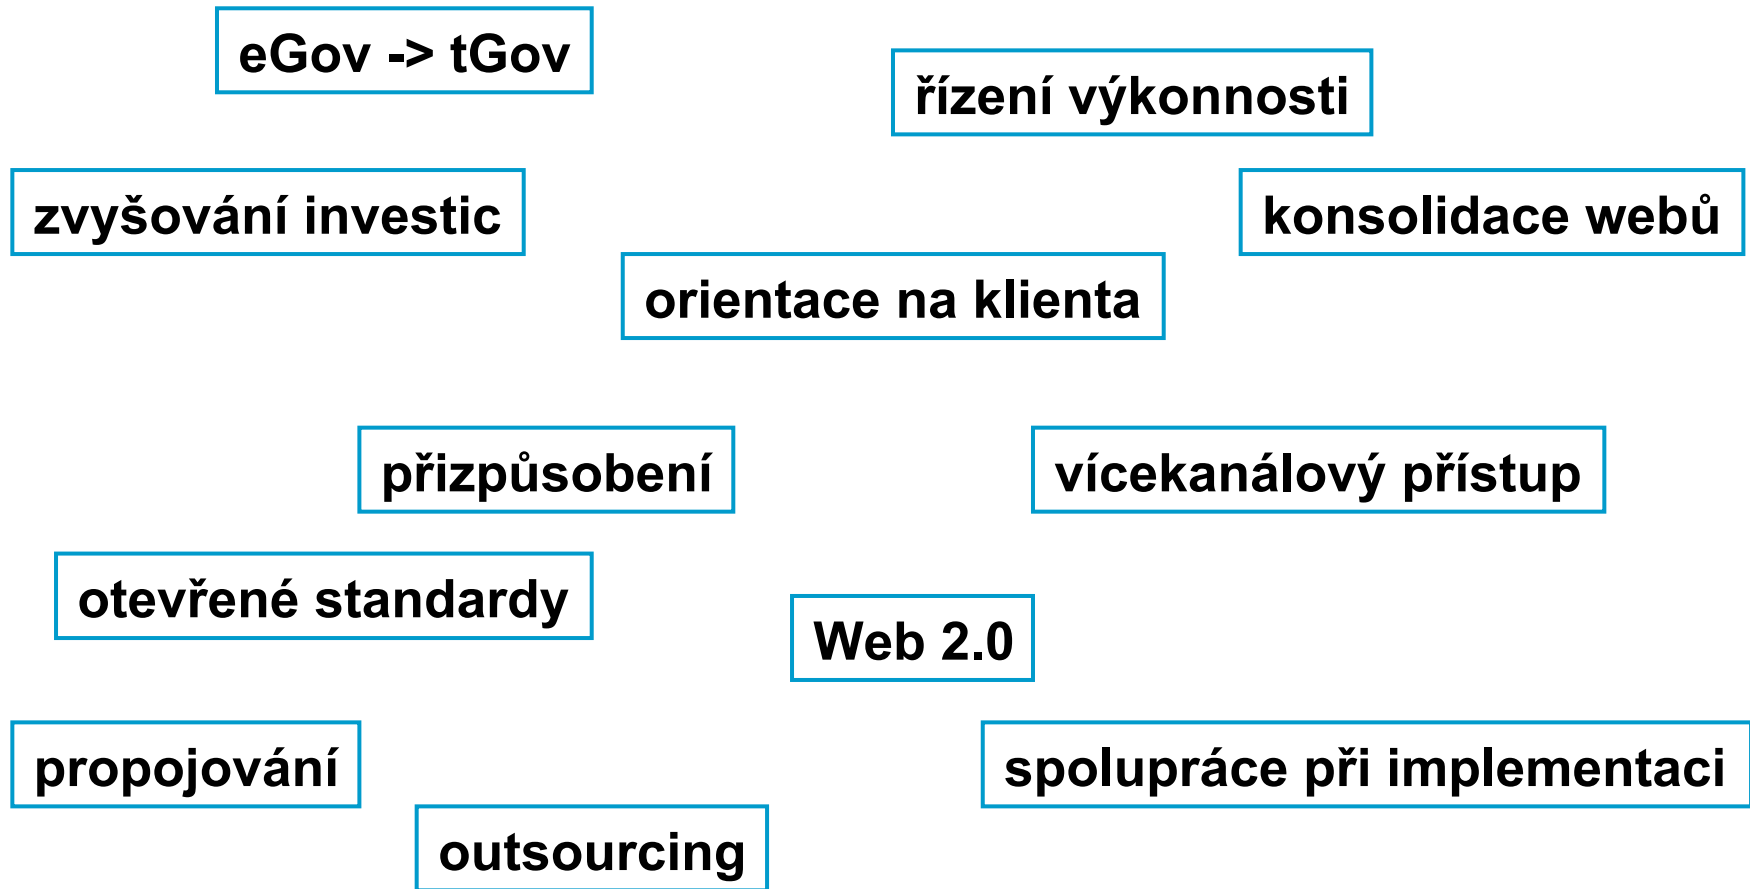 eGov -> tGov
řízení výkonnosti
zvyšování investic
konsolidace webů
orientace na klienta
přizpůsobení
vícekanálový přístup
otevřené standardy
Web 2.0
propojování
spolupráce při implementaci
outsourcing